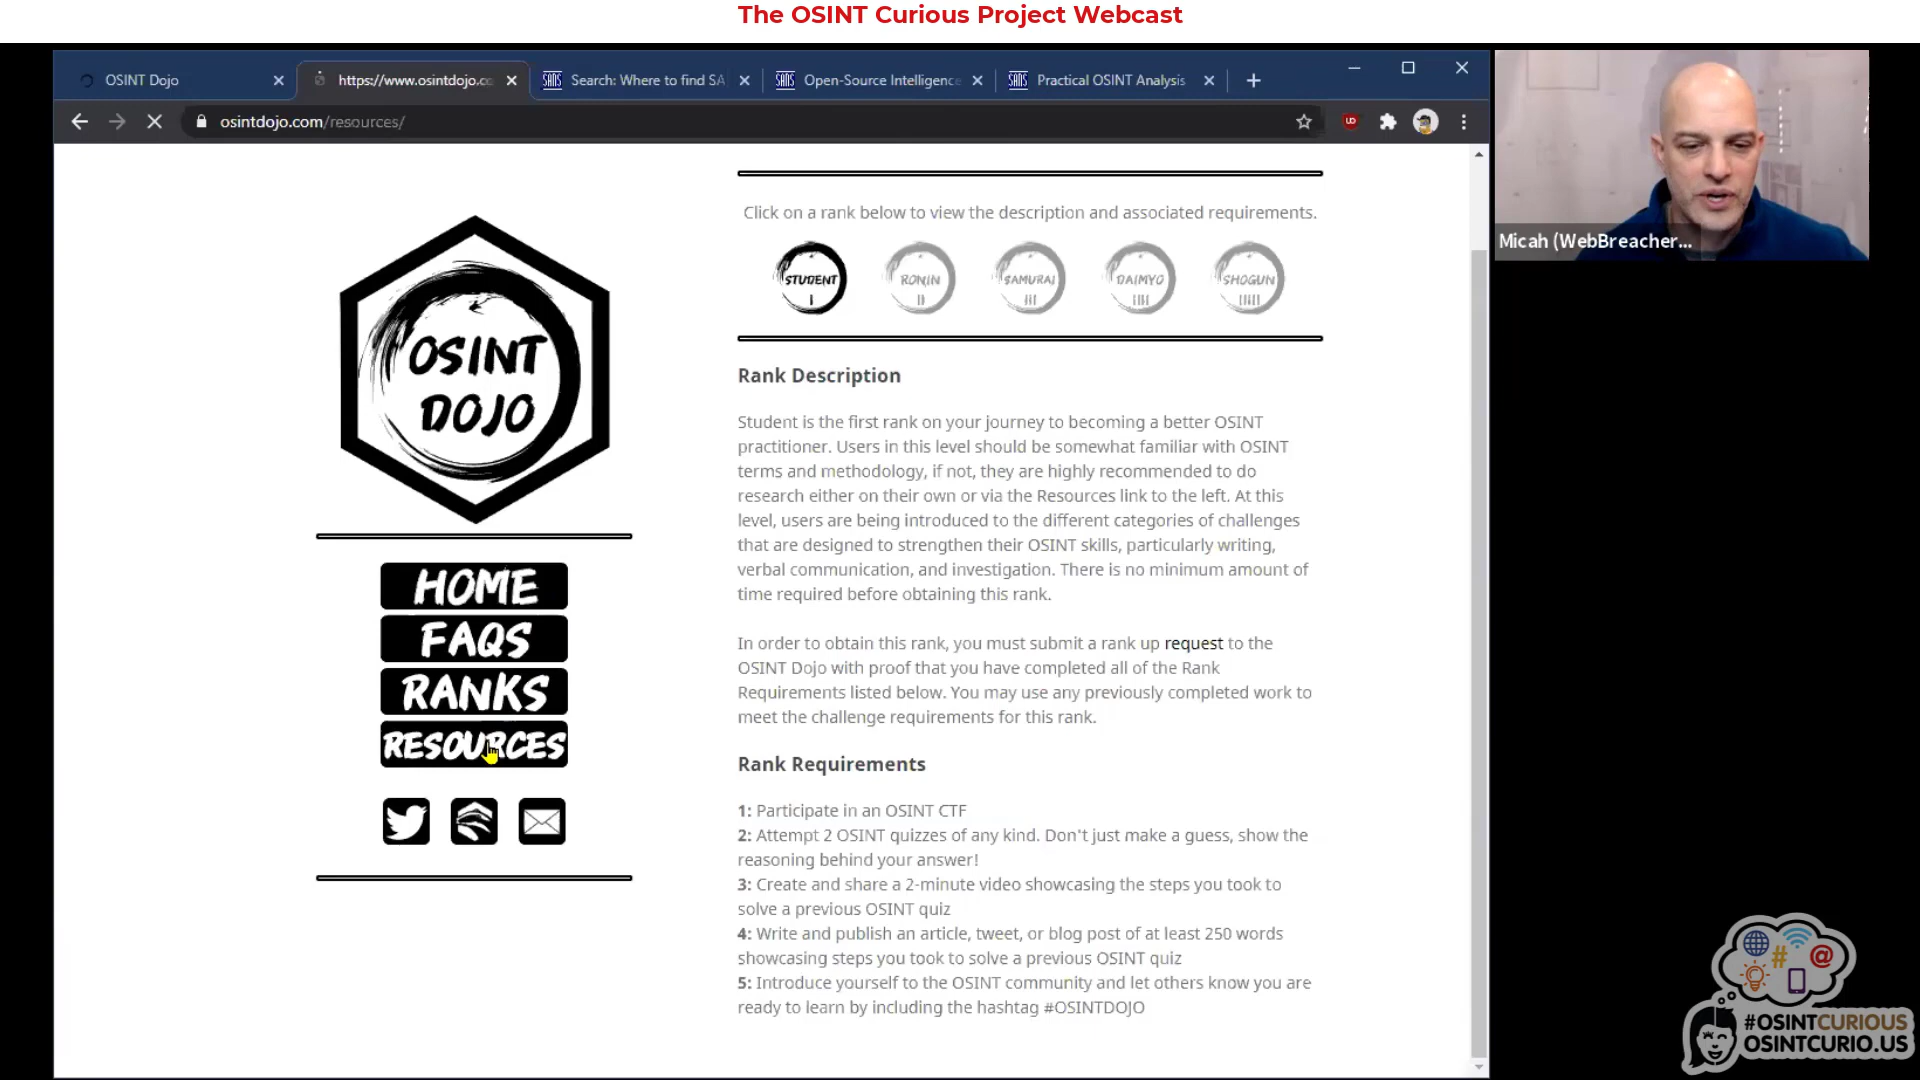 The OSINT Curious Project Webcast
OSINT Dojo
https://www.osintdojo.co
Search: Where to find SA
Open-Source Intelligence
Practical OSINT Analysis
osintdojo.com/resources/
Micah (WebBreacher...
OSINT
DOJO
HOME
FAQS
RANKS
RESOURCES
Click on a rank below to view the description and associated requirements.
STUDENT
RONIN
SAMURAI
DAIMYO
SHOGUN
Rank Description
Student is the first rank on your journey to becoming a better OSINT
practitioner. Users in this level should be somewhat familiar with OSINT
terms and methodology, if not, they are highly recommended to do
research either on their own or via the Resources link to the left. At this
level, users are being introduced to the different categories of challenges
that are designed to strengthen their OSINT skills, particularly writing,
verbal communication, and investigation. There is no minimum amount of
time required before obtaining this rank.
In order to obtain this rank, you must submit a rank up request to the
OSINT Dojo with proof that you have completed all of the Rank
Requirements listed below. You may use any previously completed work to
meet the challenge requirements for this rank.
Rank Requirements
1: Participate in an OSINT CTF
2: Attempt 2 OSINT quizzes of any kind. Don't just make a guess, show the
reasoning behind your answer!
3: Create and share a 2-minute video showcasing the steps you took to
solve a previous OSINT quiz
4: Write and publish an article, tweet, or blog post of at least 250 words
showcasing steps you took to solve a previous OSINT quiz
5: Introduce yourself to the OSINT community and let others know you are
ready to learn by including the hashtag #OSINTDOJO
#OSINTCURIOUS
OSINTCURIO.US